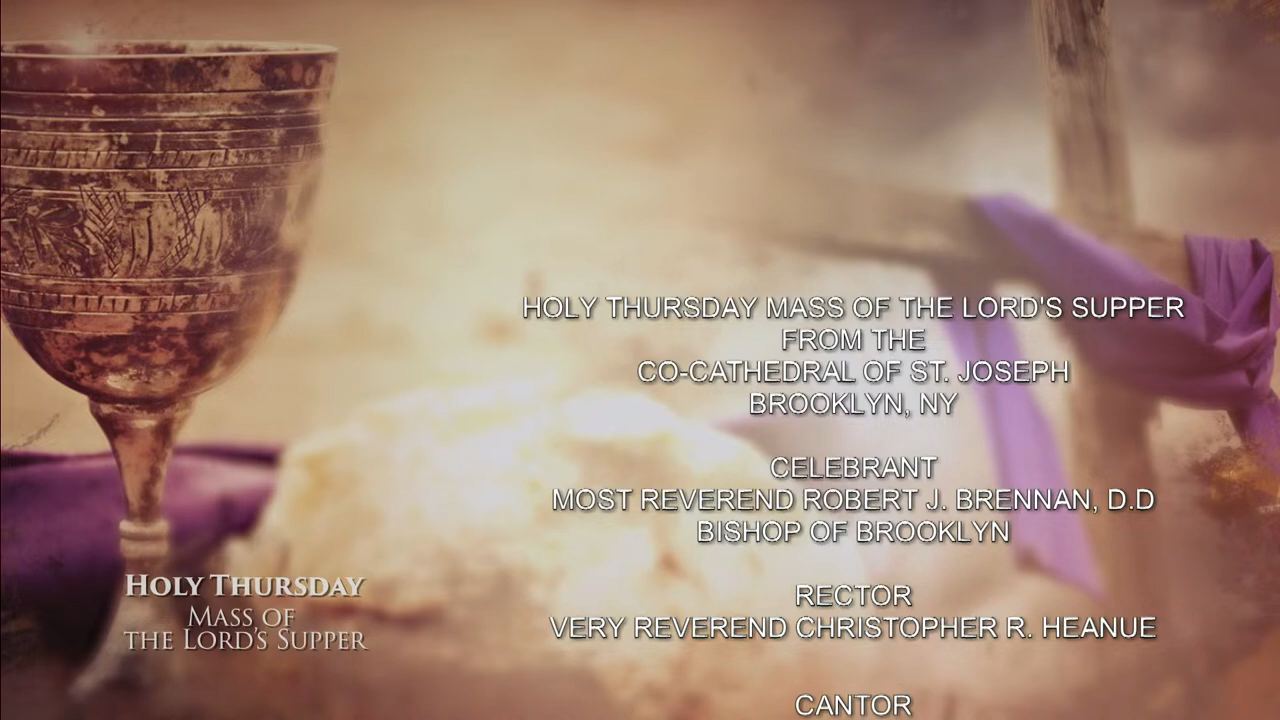 HOLY THURSDAY MASS OF THE LORD'S SUPPER
FROM THE
CO-CATHEDRAL OF ST. JOSEPH
BROOKLYN, NY
CELEBRANT
MOST REVEREND ROBERT J. BRENNAN, D.D
BISHOP OF BROOKLYN
RECTOR
VERY REVEREND CHRISTOPHER R. HEANUE
CANTOR
HOLY THURSDAY
MASS OF
THE LORD'S SUPPER